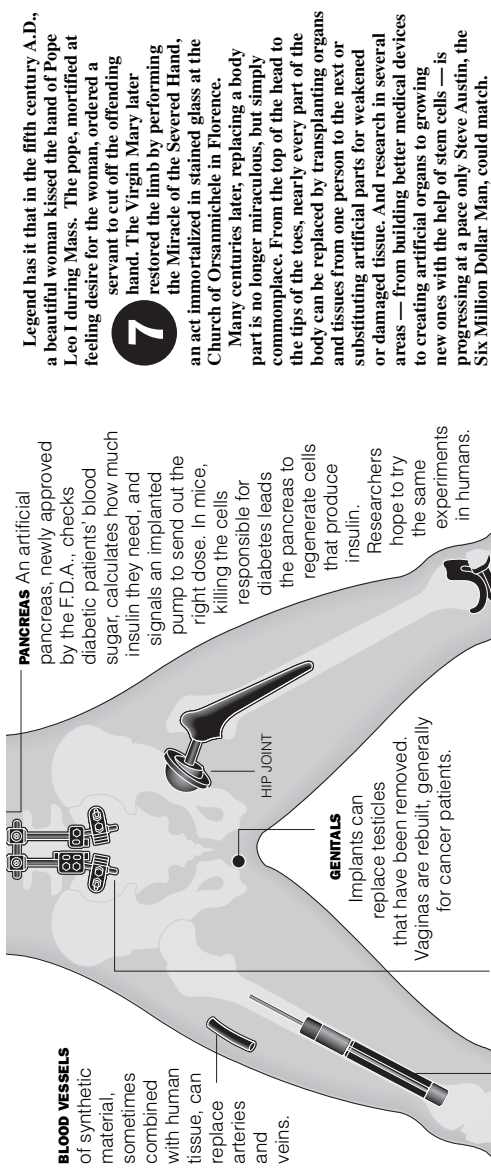 Legend has it that in the fifth century A.D.,
a beautiful woman kissed the hand of Pope
Leo I during Mass. The pope, mortified at
feeling desire for the woman, ordered a
servant to cut off the offending
hand. The Virgin Mary later
restored the limb by performing
the Miracle of the Severed Hand,
an act immortalized in stained glass at the
Church of Orsanmichele in Florence.
Many centuries later, replacing a body
part is no longer miraculous, but simply
commonplace. From the top of the head to
the tips of the toes, nearly every part of the
body can be replaced by transplanting organs
and tissues from one person to the next or
substituting artificial parts for weakened
or damaged tissue. And research in several
areas — from building better medical devices
to creating artificial organs to growing
new ones with the help of stem cells — is
progressing at a pace only Steve Austin, the
Six Million Dollar Man, could match.
7
PANCREAS An artificial
pancreas, newly approved
by the F.D.A., checks
diabetic patients' blood
sugar, calculates how much
insulin they need, and
signals an implanted
pump to send out the
right dose. In mice,
killing the cells
responsible for
diabetes leads
the pancreas to
regenerate cells
that produce
insulin.
Researchers
hope to try
the same
experiments
in humans.
HIP JOINT
GENITALS
Implants can
replace testicles
that have been removed.
Vaginas are rebuilt, generally
for cancer patients.
BLOOD VESSELS
of synthetic
material,
sometimes
combined
with human
tissue, can
replace
arteries
and
veins.